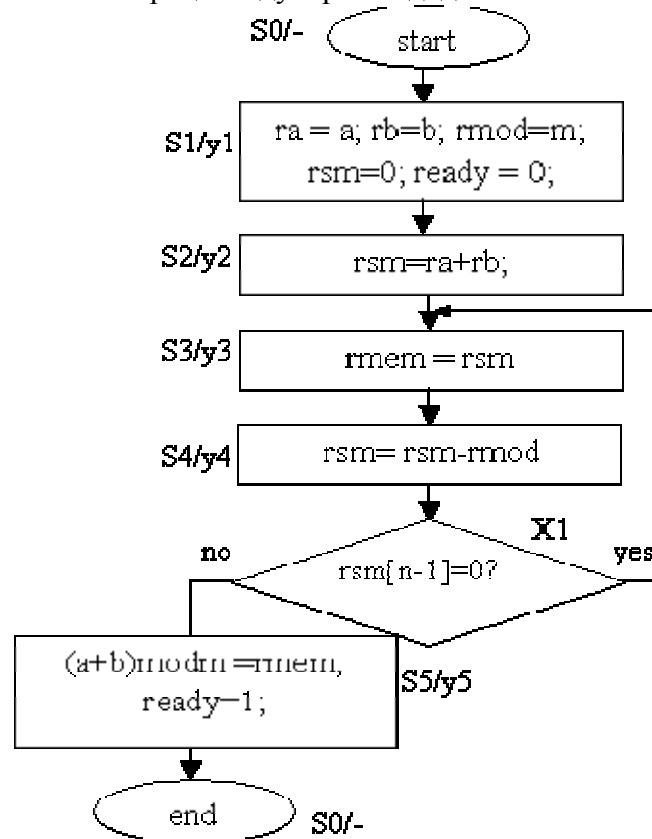 S0/-
start
S1/y1
ra = a; rb=b; rmod=m;
rsm=0; ready = 0;
S2/y2
rsm=ra+rb;
S3/y3
rmem = rsm
S4/y4
rsm= rsm-rmod
X1
no
yes
rsm[n-1]=0?
(a+b)modm=rmem,
ready=1;
S5/y5
end
S0/-